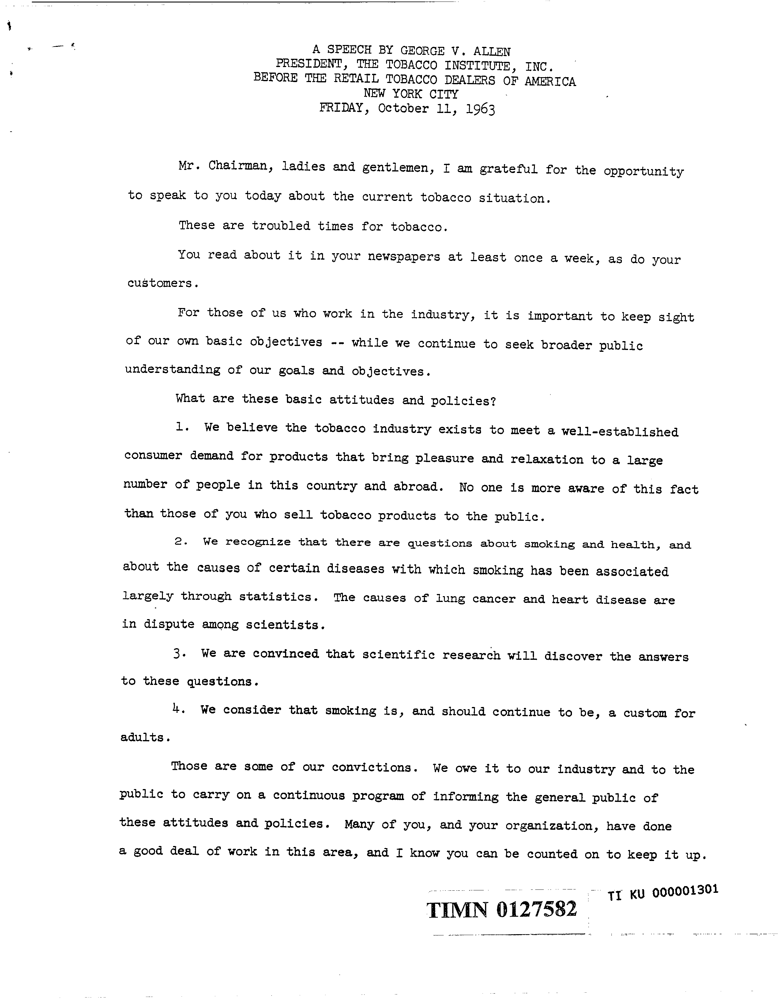 A SPEECH BY GEORGE V. ALLEN
PRESIDENT, THE TOBACCO INSTITUTE, INC.
BEFORE THE RETAIL TOBACCO DEALERS OF AMERICA
NEW YORK CITY
FRIDAY, October 11, 1963
Mr. Chairman, ladies and gentlemen, I am grateful for the opportunity
to speak to you today about the current tobacco situation.
These are troubled times for tobacco.
You read about it in your newspapers at least once a week, as do your
customers.
For those of us who work in the industry, it is important to keep sight
of our own basic objectives -- while we continue to seek broader public
understanding of our goals and objectives.
What are these basic attitudes and policies?
1. We believe the tobacco industry exists to meet a well-established
consumer demand for products that bring pleasure and relaxation to a large
number of people in this country and abroad. No one is more aware of this fact
than those of you who sell tobacco products to the public.
2. We recognize that there are questions about smoking and health, and
about the causes of certain diseases with which smoking has been associated
largely through statistics. The causes of lung cancer and heart disease are
in dispute among scientists.
3. We are convinced that scientific research will discover the answers
to these questions.
4. We consider that smoking is, and should continue to be, a custom for
adults.
Those are some of our convictions. We owe it to our industry and to the
public to carry on a continuous program of informing the general public of
these attitudes and policies. Many of you, and your organization, have done
a good deal of work in this area, and I know you can be counted on to keep it up.
TI KU 000001301
TIMN 0127582